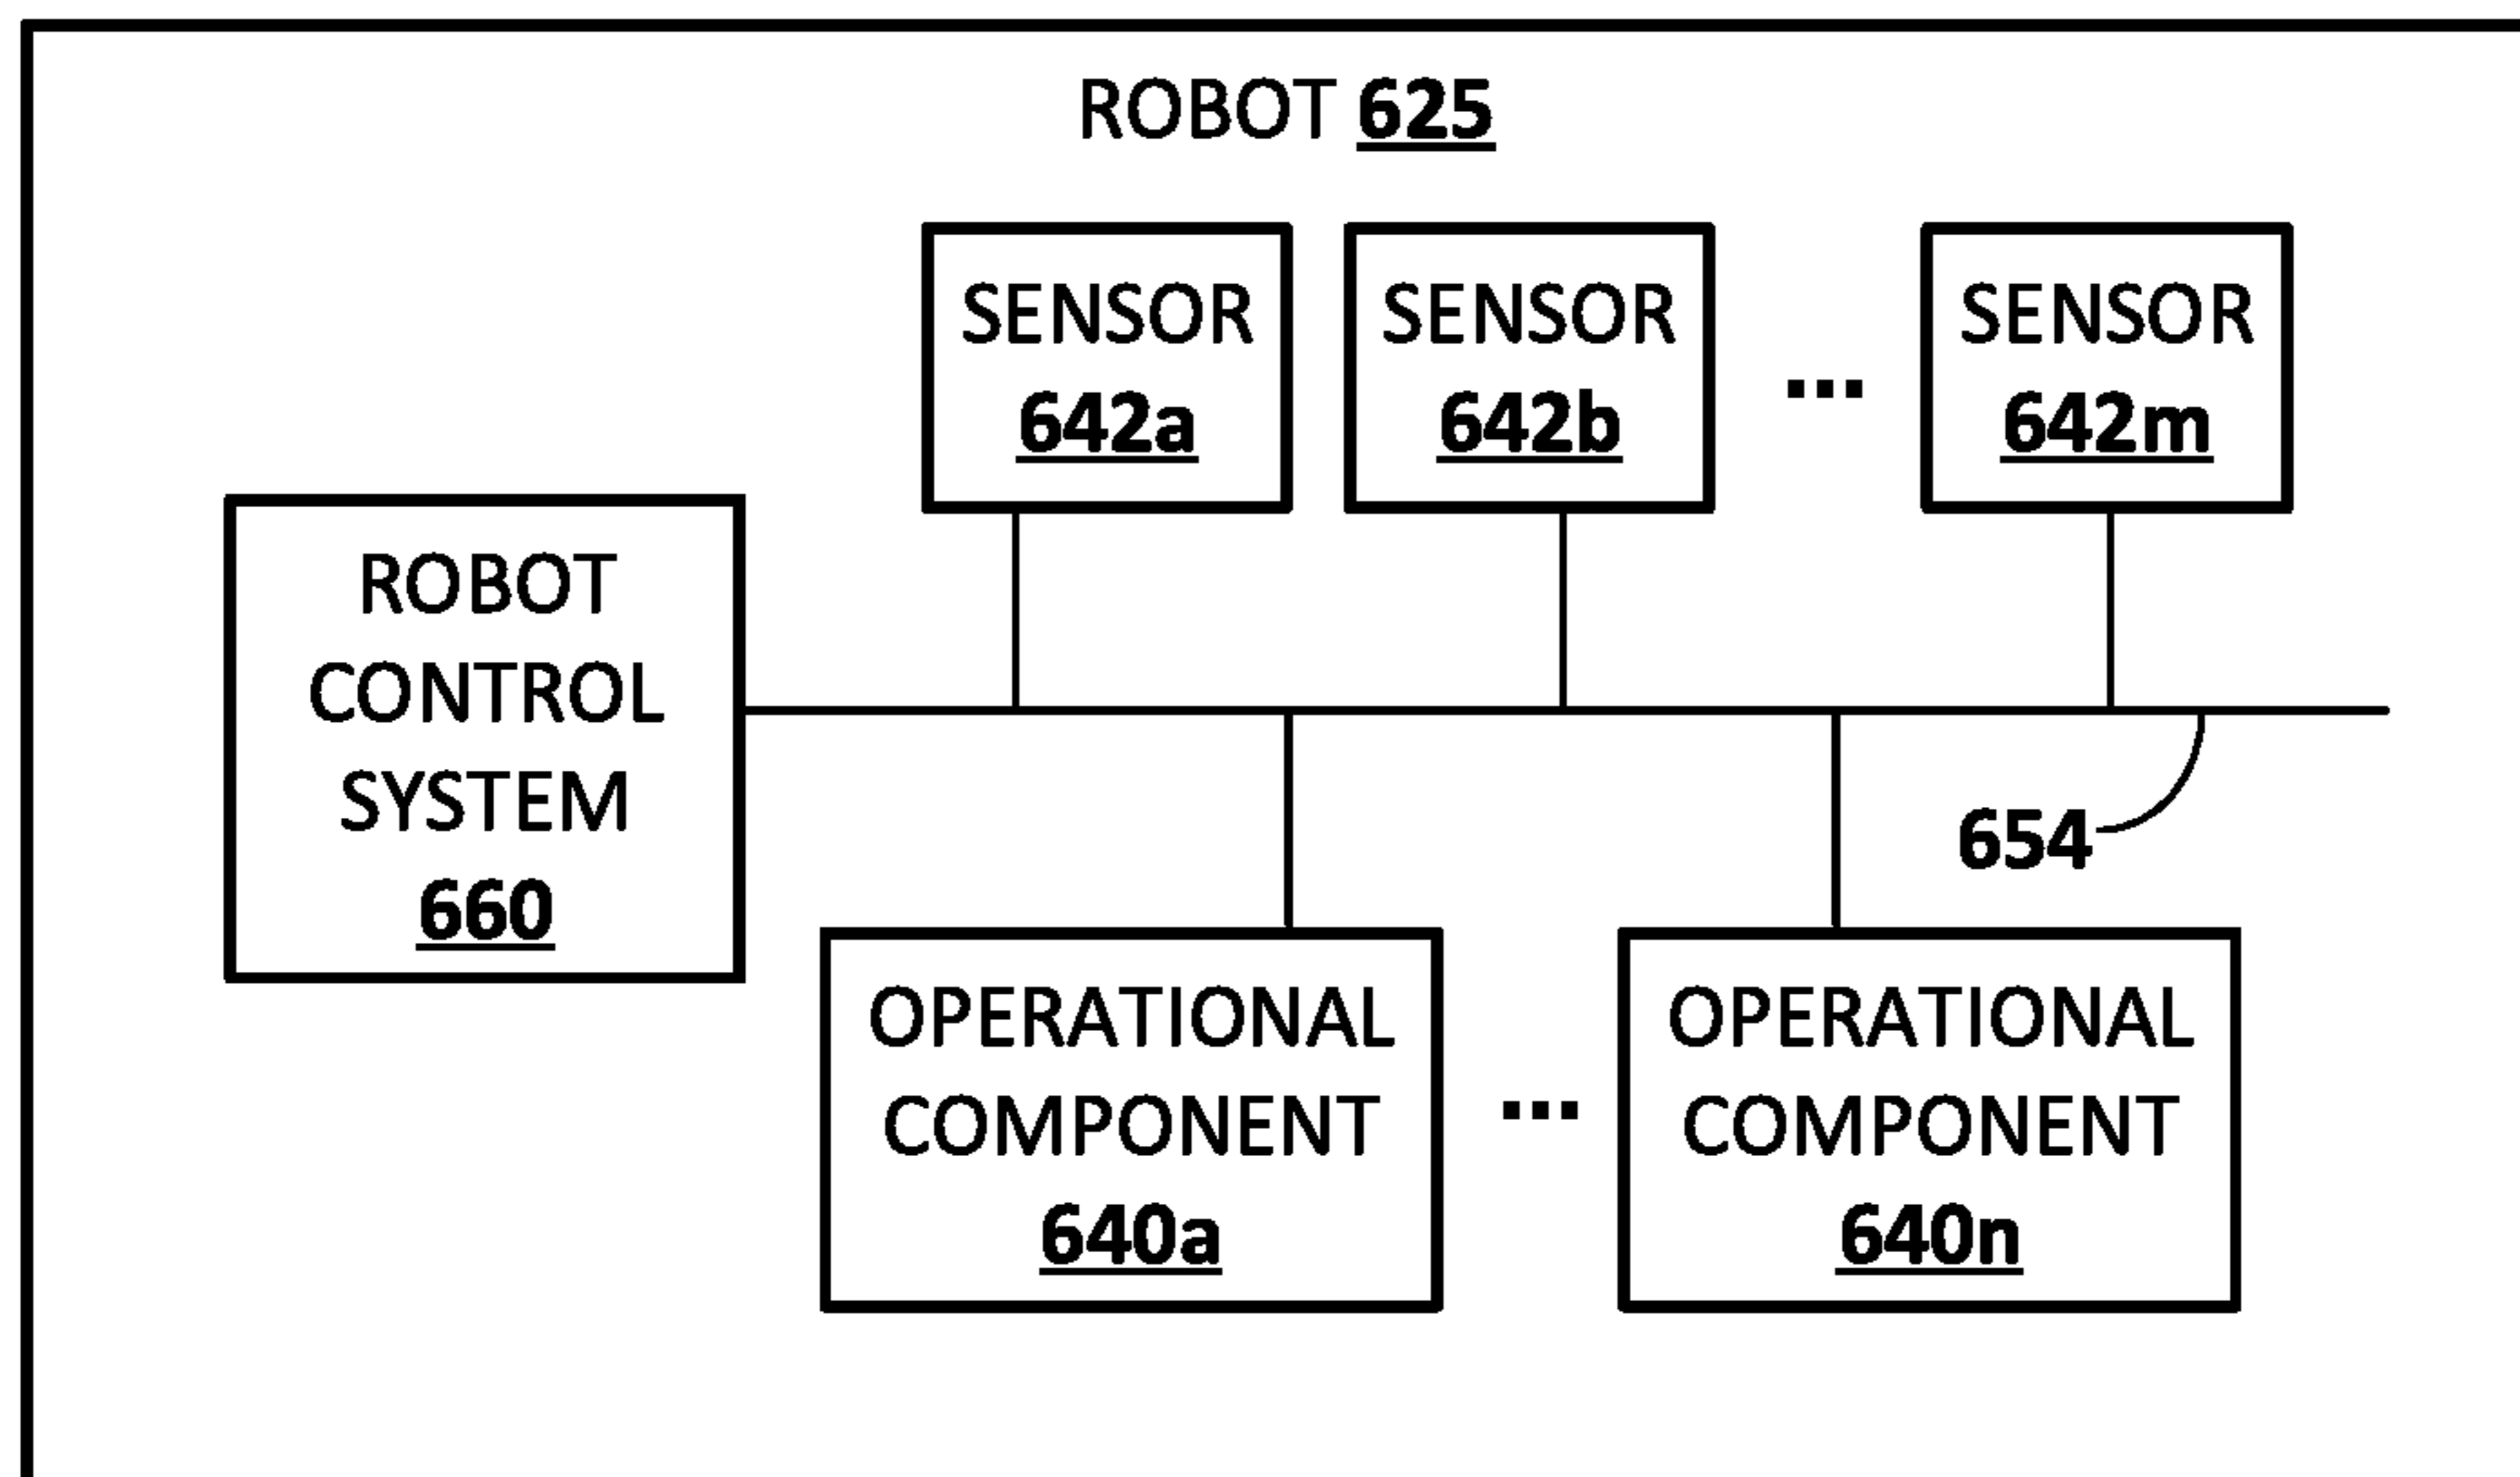 ROBOT 625
SENSOR
642a
SENSOR
642b
...
SENSOR
642m
ROBOT
CONTROL
SYSTEM
660
654
OPERATIONAL
COMPONENT
640a
...
OPERATIONAL
COMPONENT
640n